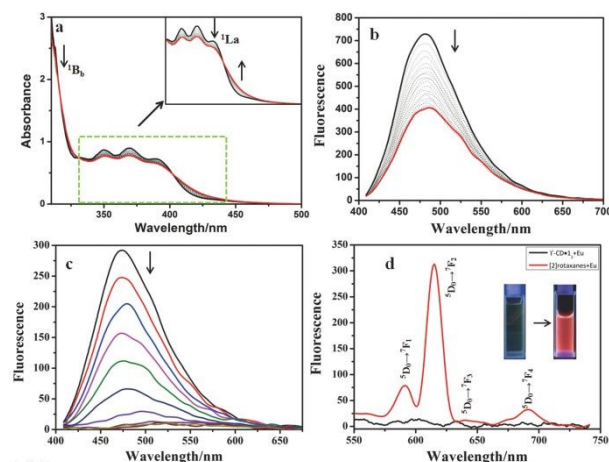 a
¹Bb
¹La
Absorbance
3
2
1
0
350
400
450
500
Wavelength/nm
b
Fluorescence
800
700
600
500
400
300
200
100
0
400
450
500
550
600
650
700
Wavelength/nm
c
Fluorescence
300
250
200
150
100
50
0
400
450
500
550
600
650
Wavelength/nm
d
Fluorescence
350
300
250
200
150
100
50
0
550
600
650
700
750
Wavelength/nm
⁵D₀→⁷F₁
⁵D₀→⁷F₂
⁵D₀→⁷F₃
⁵D₀→⁷F₄
[2]rotaxanes+Eu